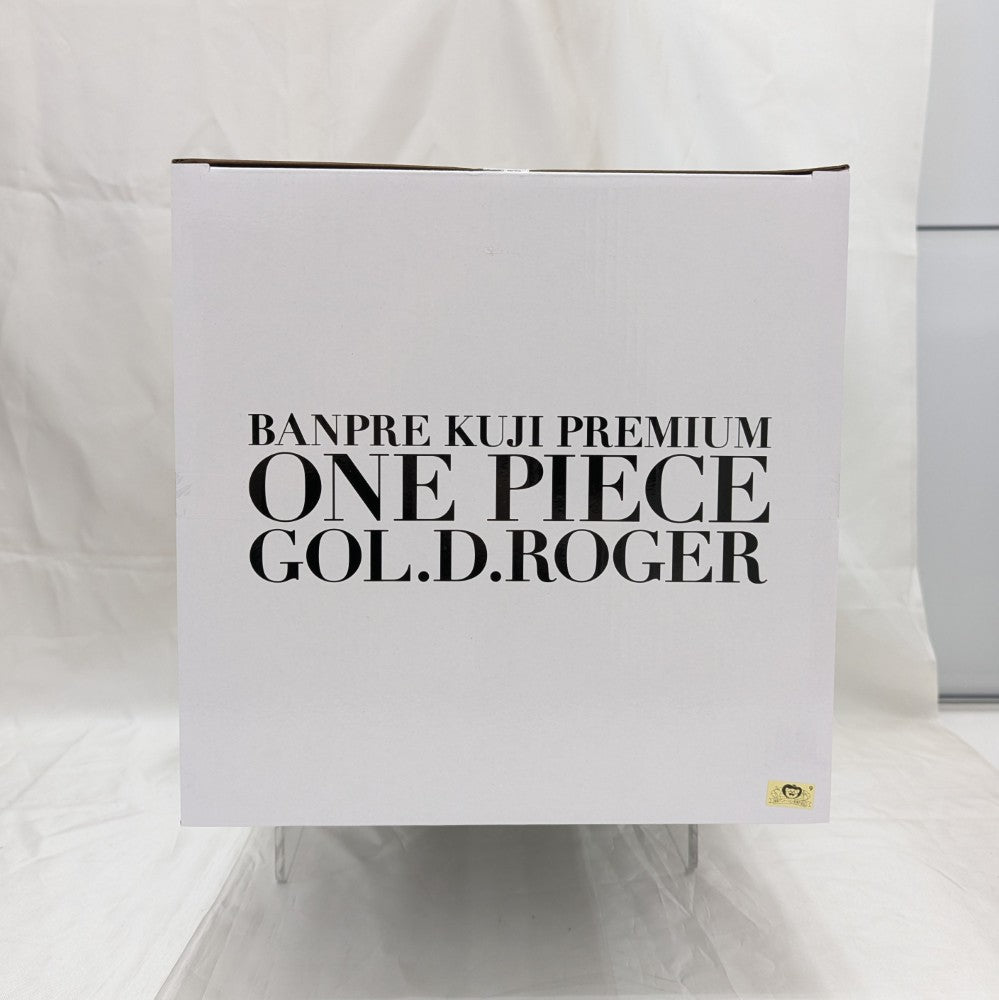 BANPRE KUJI PREMIUM
ONE PIECE
GOL.D.ROGER